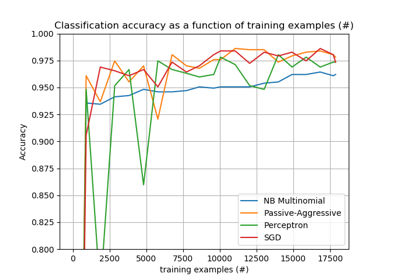 Classification accuracy as a function of training examples (#)
1.000
0.975
0.950
0.925
0.900
0.875
0.850
0.825
0.800
Accuracy
NB Multinomial
Passive-Aggressive
Perceptron
SGD
0 2500 5000 7500 10000 12500 15000 17500
training examples (#)